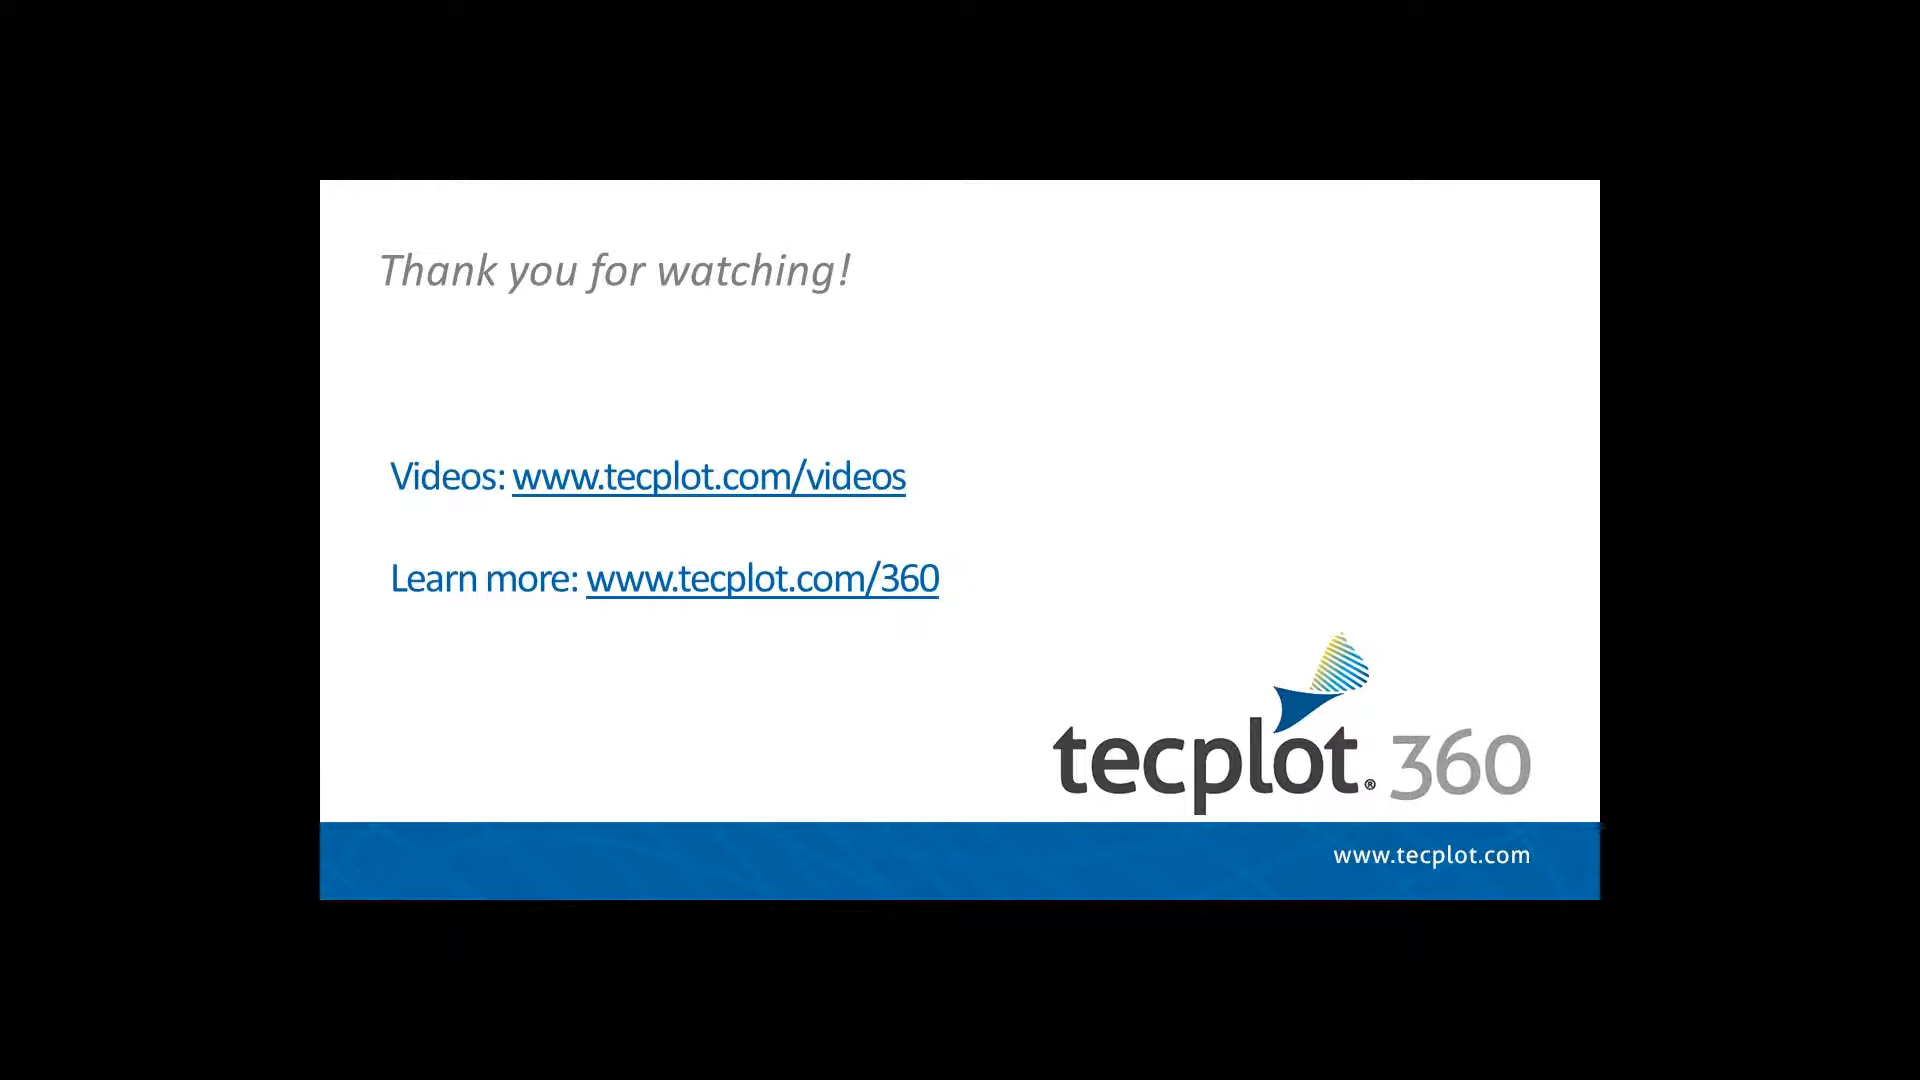 Thank you for watching!
Videos: www.tecplot.com/videos
Learn more: www.tecplot.com/360
tecplot® 360
www.tecplot.com